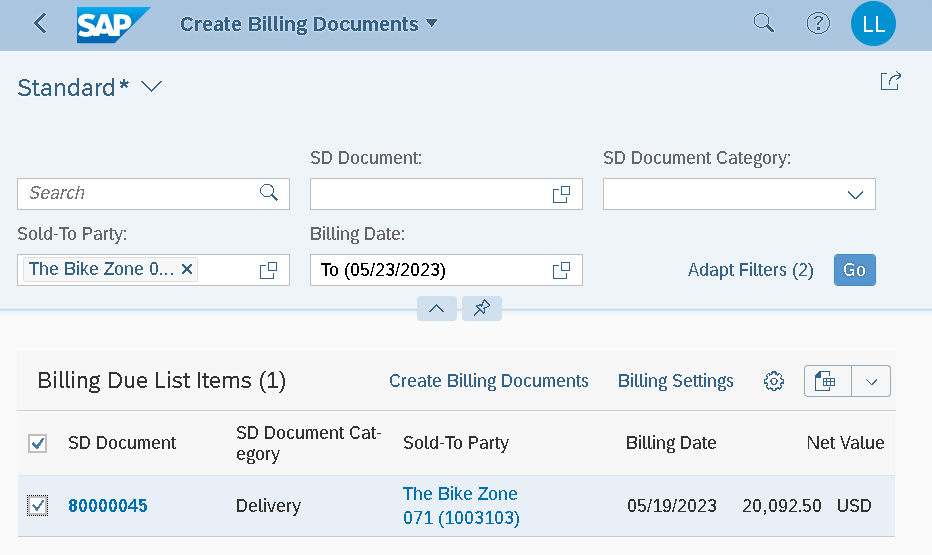 SAP
Create Billing Documents
LL
Standard*
SD Document:
SD Document Category:
Search
Sold-To Party:
Billing Date:
The Bike Zone 0...
To (05/23/2023)
Adapt Filters (2)
Go
Billing Due List Items (1)
Create Billing Documents
Billing Settings
SD Document
SD Document Cat-
egory
Sold-To Party
Billing Date
Net Value
80000045
Delivery
The Bike Zone
071 (1003103)
05/19/2023
20,092.50 USD